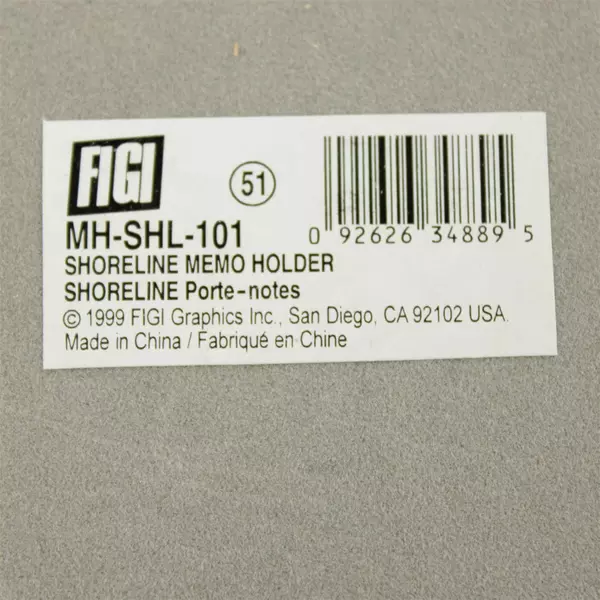 FIGI
51
MH-SHL-101
0 92626 34889 5
SHORELINE MEMO HOLDER
SHORELINE Porte-notes
© 1999 FIGI Graphics Inc., San Diego, CA 92102 USA.
Made in China / Fabriqué en Chine